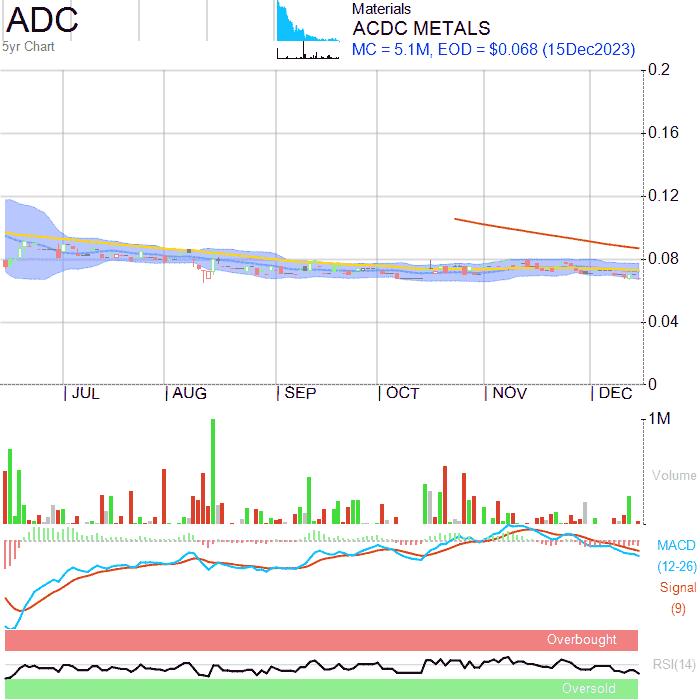 ADC
5yr Chart
Materials
ACDC METALS
MC = 5.1M, EOD = $0.068 (15Dec2023)
0.2
0.16
0.12
0.08
0.04
0
JUL AUG SEP OCT NOV DEC
1M
Volume
MACD
(12-26)
Signal
(9)
Overbought
RSI(14)
Oversold